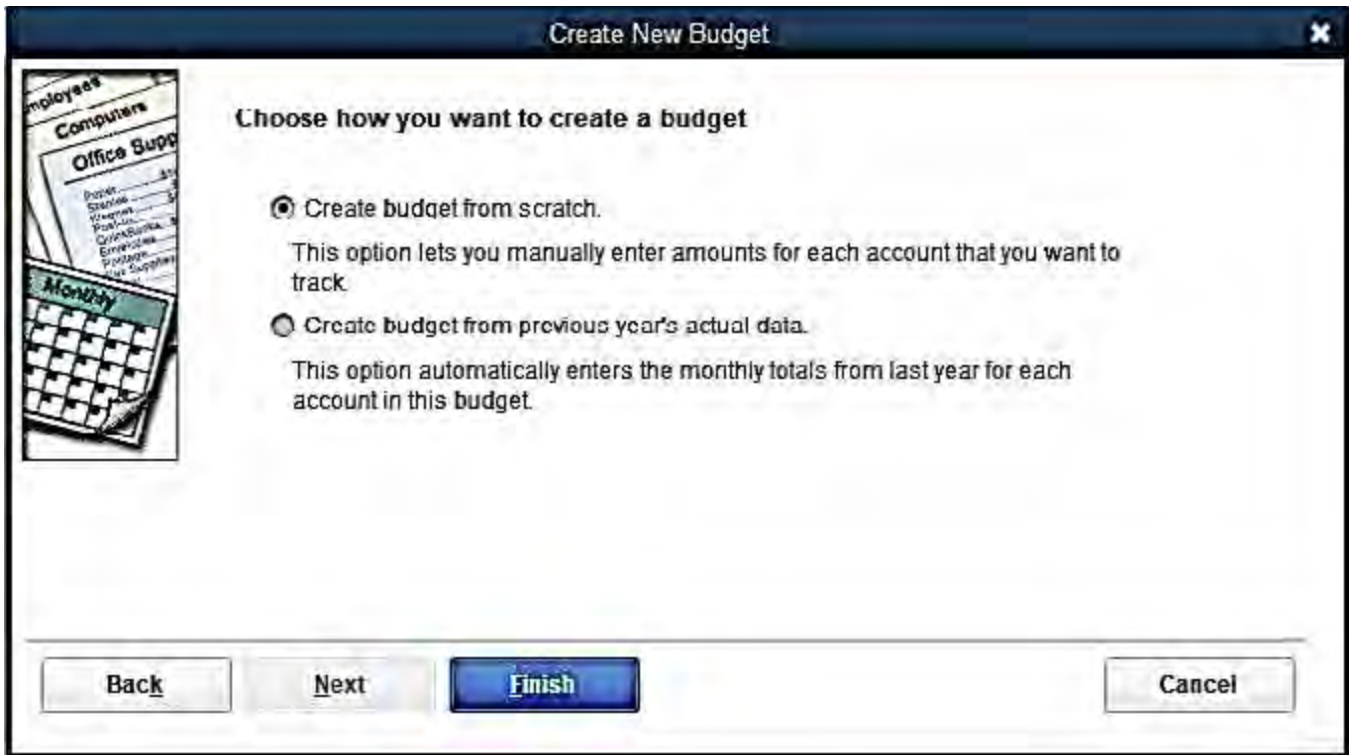 Create New Budget
Employees
Computers
Office Supp
Monthly
Choose how you want to create a budget
Create budget from scratch.
This option lets you manually enter amounts for each account that you want to
track.
Create budget from previous year's actual data.
This option automatically enters the monthly totals from last year for each
account in this budget.
Back
Next
Finish
Cancel